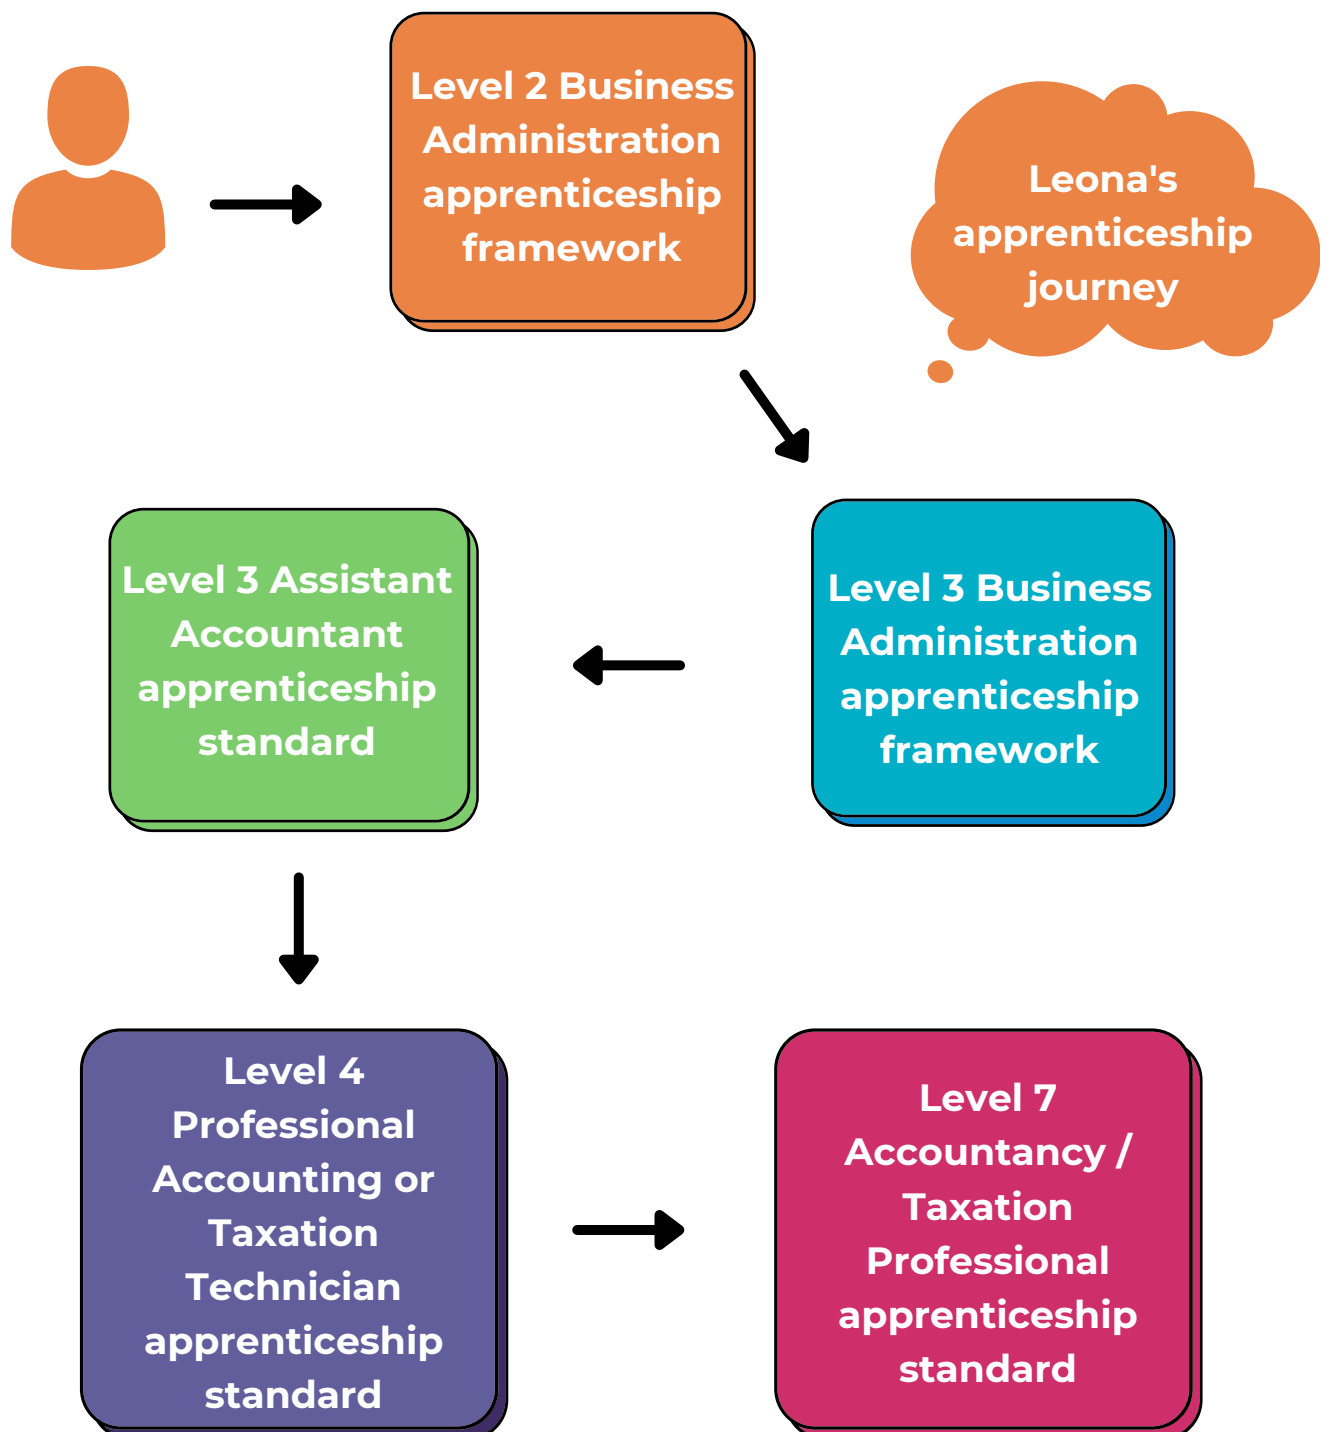 Level 2 Business
Administration
apprenticeship
framework
Leona's
apprenticeship
journey
Level 3 Business
Administration
apprenticeship
framework
Level 3 Assistant
Accountant
apprenticeship
standard
Level 4
Professional
Accounting or
Taxation
Technician
apprenticeship
standard
Level 7
Accountancy /
Taxation
Professional
apprenticeship
standard